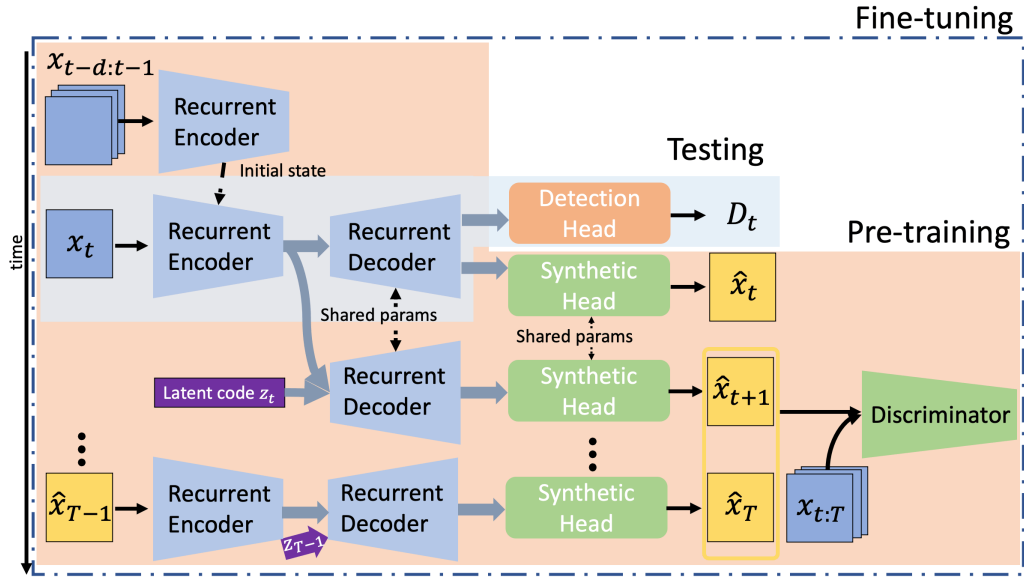 Fine-tuning
x_{t-d:t-1}
Recurrent
Encoder
Initial state
Testing
time
x_t
Recurrent
Encoder
Recurrent
Decoder
Detection
Head
D_t
Pre-training
Synthetic
Head
x̂_t
Shared params
Shared params
Latent code z_t
Recurrent
Decoder
Synthetic
Head
x̂_{t+1}
Discriminator
x̂_{T-1}
Recurrent
Encoder
z_{T-1}
Recurrent
Decoder
Synthetic
Head
x̂_T
x_{t:T}